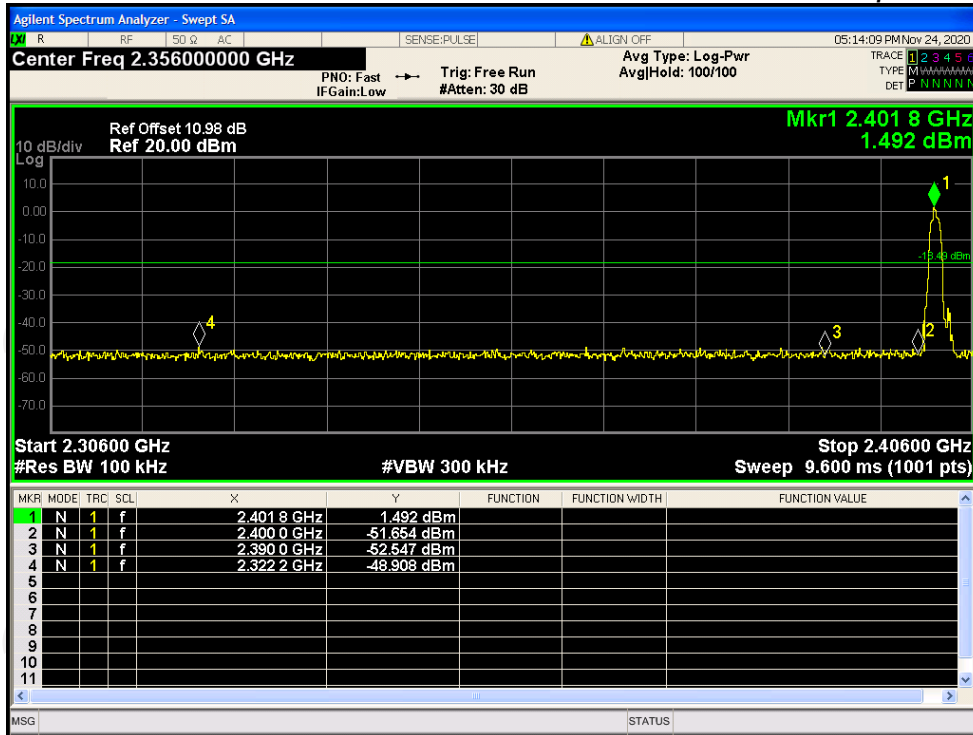 Agilent Spectrum Analyzer - Swept SA
LXI R RF 50 Ω AC SENSE:PULSE ALIGN OFF 05:14:09 PM Nov 24, 2020
Center Freq 2.356000000 GHz
PNO: Fast
IFGain:Low
Trig: Free Run
#Atten: 30 dB
Avg Type: Log-Pwr
Avg|Hold: 100/100
TRACE 1 2 3 4 5 6
TYPE M
DET P N N N N N
Mkr1 2.401 8 GHz
1.492 dBm
Ref Offset 10.98 dB
10 dB/div Ref 20.00 dBm
Log
10.0
0.00
-10.0
-20.0
-30.0
-40.0
-50.0
-60.0
-70.0
1
-18.49 dBm
4
3
2
Start 2.30600 GHz Stop 2.40600 GHz
#Res BW 100 kHz #VBW 300 kHz Sweep 9.600 ms (1001 pts)
MKR MODE TRC SCL X Y FUNCTION FUNCTION WIDTH FUNCTION VALUE
1 N 1 f 2.401 8 GHz 1.492 dBm
2 N 1 f 2.400 0 GHz -51.654 dBm
3 N 1 f 2.390 0 GHz -52.547 dBm
4 N 1 f 2.322 2 GHz -48.908 dBm
5
6
7
8
9
10
11
MSG STATUS